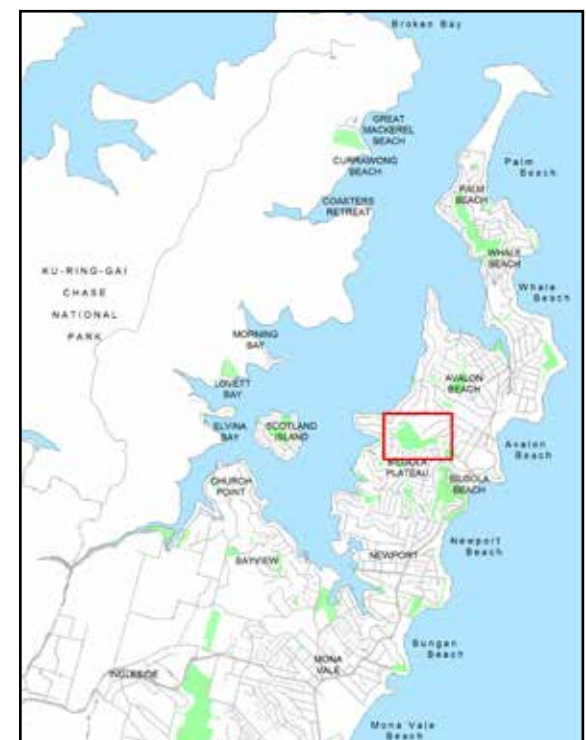 Broken Bay
GREAT
MACKEREL
BEACH
CURRAWONG
BEACH
COASTERS
RETREAT
Palm
Beach
PALM
BEACH
WHALE
BEACH
Whale
Beach
KU-RING-GAI
CHASE
NATIONAL
PARK
MORNING
BAY
LOVETT
BAY
AVALON
BEACH
ELVINA
BAY
SCOTLAND
ISLAND
Avalon
Beach
BILGOLA
PLATEAU
BILGOLA
BEACH
CHURCH
POINT
Newport
Beach
BAYVIEW
NEWPORT
Bungan
Beach
MONA
VALE
INGLESIDE
Mona Vale
Beach